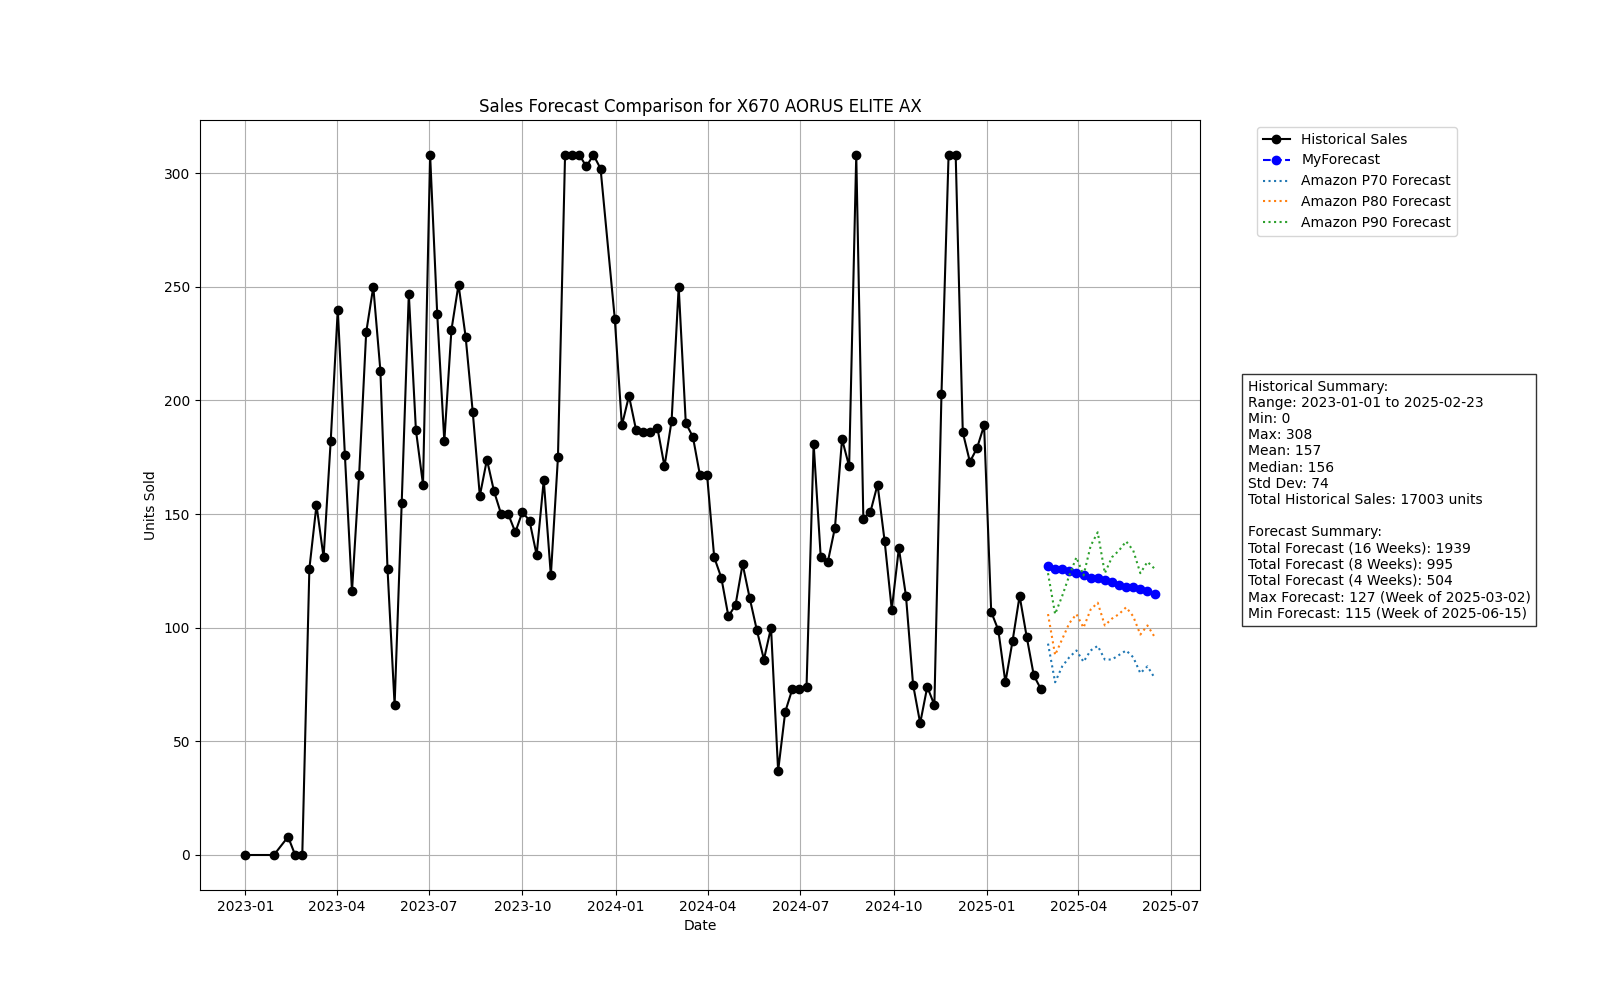 Sales Forecast Comparison for X670 AORUS ELITE AX
Historical Sales
MyForecast
Amazon P70 Forecast
Amazon P80 Forecast
Amazon P90 Forecast
Units Sold
300
250
200
150
100
50
0
2023-01 2023-04 2023-07 2023-10 2024-01 2024-04 2024-07 2024-10 2025-01 2025-04 2025-07
Date
Historical Summary:
Range: 2023-01-01 to 2025-02-23
Min: 0
Max: 308
Mean: 157
Median: 156
Std Dev: 74
Total Historical Sales: 17003 units
Forecast Summary:
Total Forecast (16 Weeks): 1939
Total Forecast (8 Weeks): 995
Total Forecast (4 Weeks): 504
Max Forecast: 127 (Week of 2025-03-02)
Min Forecast: 115 (Week of 2025-06-15)